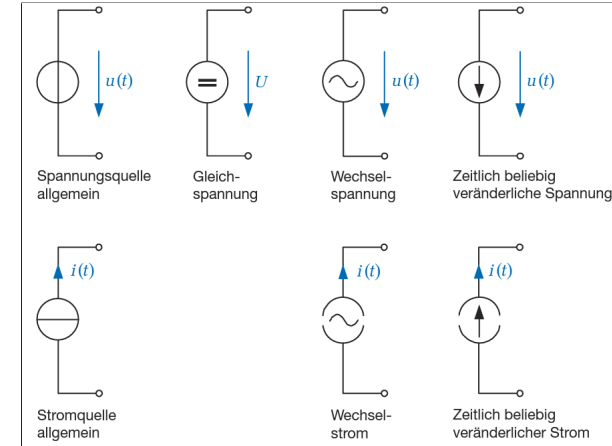 u(t)
U
u(t)
u(t)
Spannungsquelle
allgemein
Gleich-
spannung
Wechsel-
spannung
Zeitlich beliebig
veränderliche Spannung
i(t)
i(t)
i(t)
Stromquelle
allgemein
Wechsel-
strom
Zeitlich beliebig
veränderlicher Strom